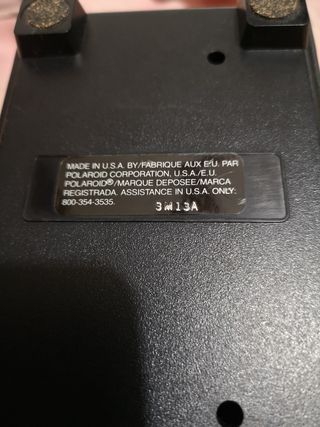 MADE IN U.S.A. BY/FABRIQUE AUX E.U. PAR
POLAROID CORPORATION, U.S.A./E.U.
POLAROID®/MARQUE DEPOSEE/MARCA
REGISTRADA. ASSISTANCE IN U.S.A. ONLY:
800-354-3535.
3M13A